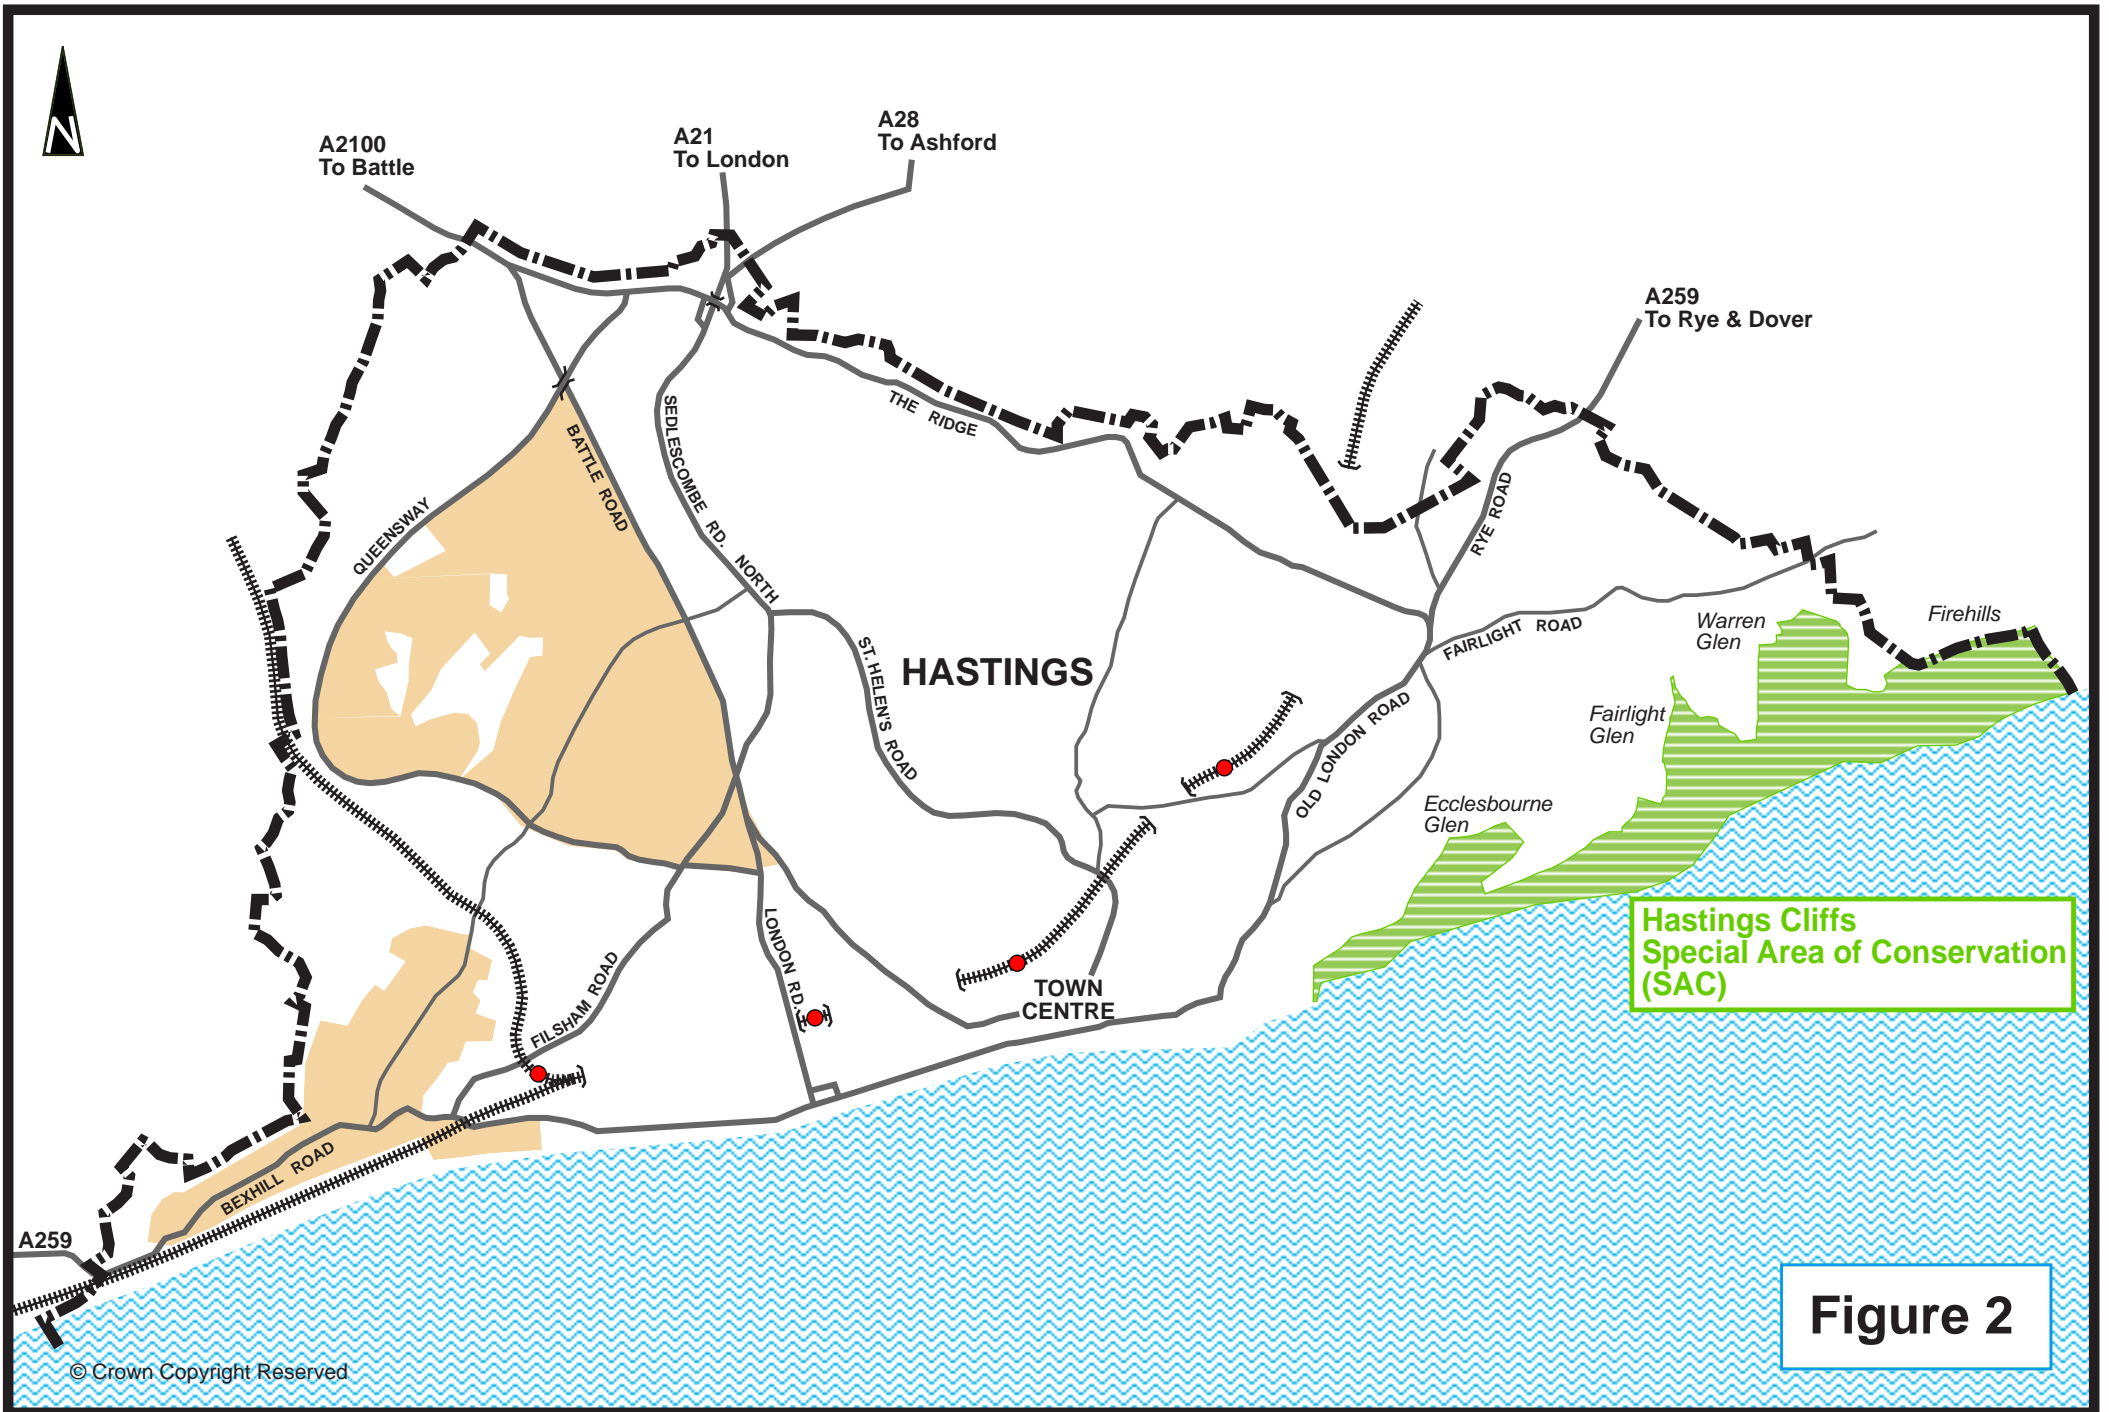 N
A2100
To Battle
A21
To London
A28
To Ashford
A259
To Rye & Dover
THE RIDGE
SEDLESCOMBE RD. NORTH
BATTLE ROAD
QUEENSWAY
RYE ROAD
FAIRLIGHT ROAD
Warren
Glen
Firehills
HASTINGS
ST. HELEN'S ROAD
OLD LONDON ROAD
Fairlight
Glen
Ecclesbourne
Glen
Hastings Cliffs
Special Area of Conservation
(SAC)
LONDON RD.
FILSHAM ROAD
TOWN
CENTRE
BEXHILL ROAD
A259
Figure 2
© Crown Copyright Reserved